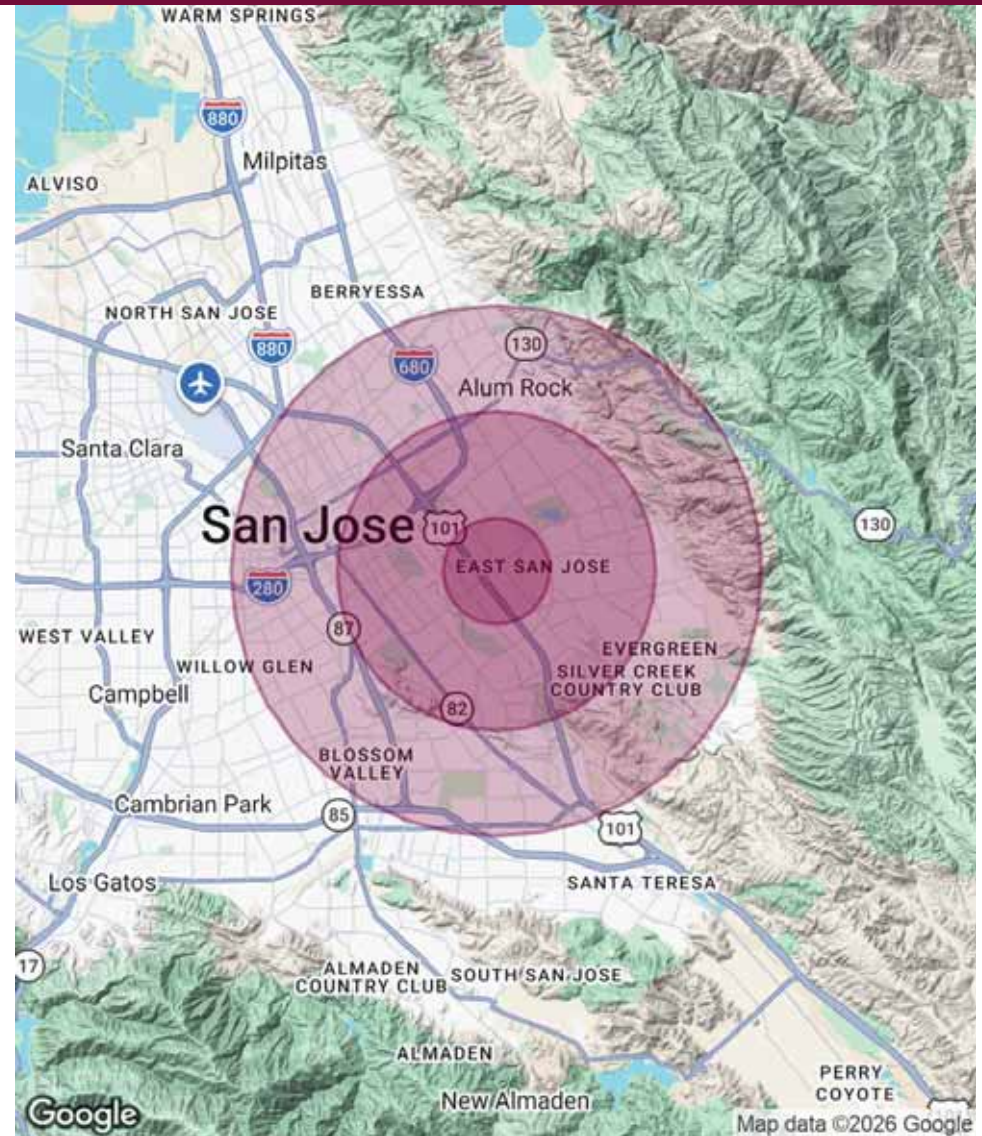 WARM SPRINGS
880
Milpitas
ALVISO
BERRYESSA
NORTH SAN JOSE
130
880
680
Alum Rock
Santa Clara
San Jose
101
130
EAST SAN JOSE
280
87
WEST VALLEY
EVERGREEN
WILLOW GLEN
SILVER CREEK
COUNTRY CLUB
Campbell
82
BLOSSOM
VALLEY
Cambrian Park
85
101
Los Gatos
SANTA TERESA
17
ALMADEN
COUNTRY CLUB
SOUTH SAN JOSE
ALMADEN
PERRY
COYOTE
New Almaden
Google
Map data ©2026 Google